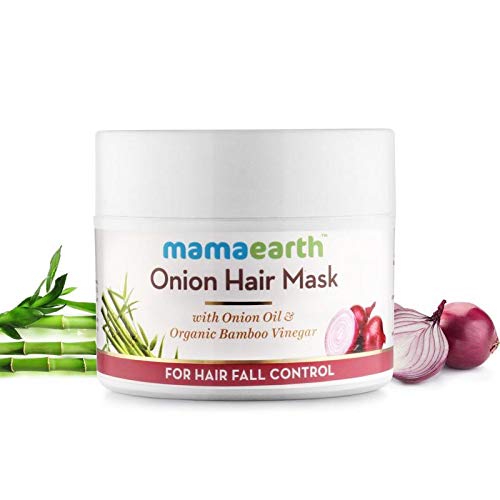 mamaearth™
Onion Hair Mask
with Onion Oil &
Organic Bamboo Vinegar
FOR HAIR FALL CONTROL